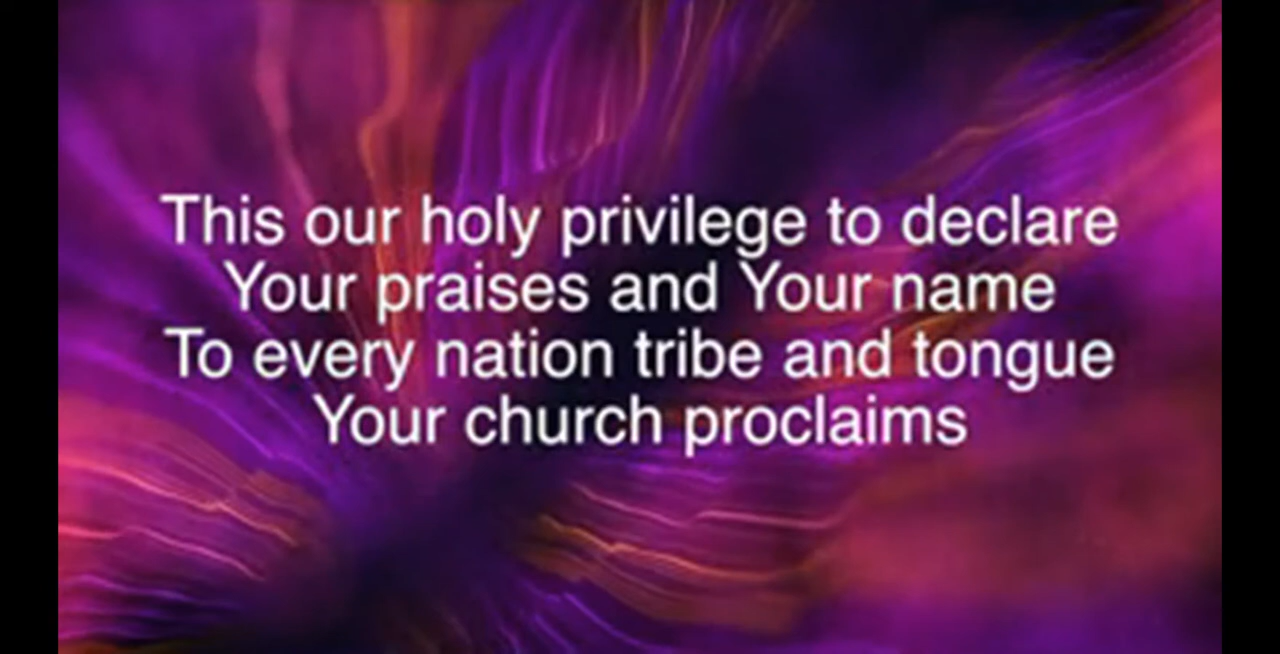 This our holy privilege to declare
Your praises and Your name
To every nation tribe and tongue
Your church proclaims